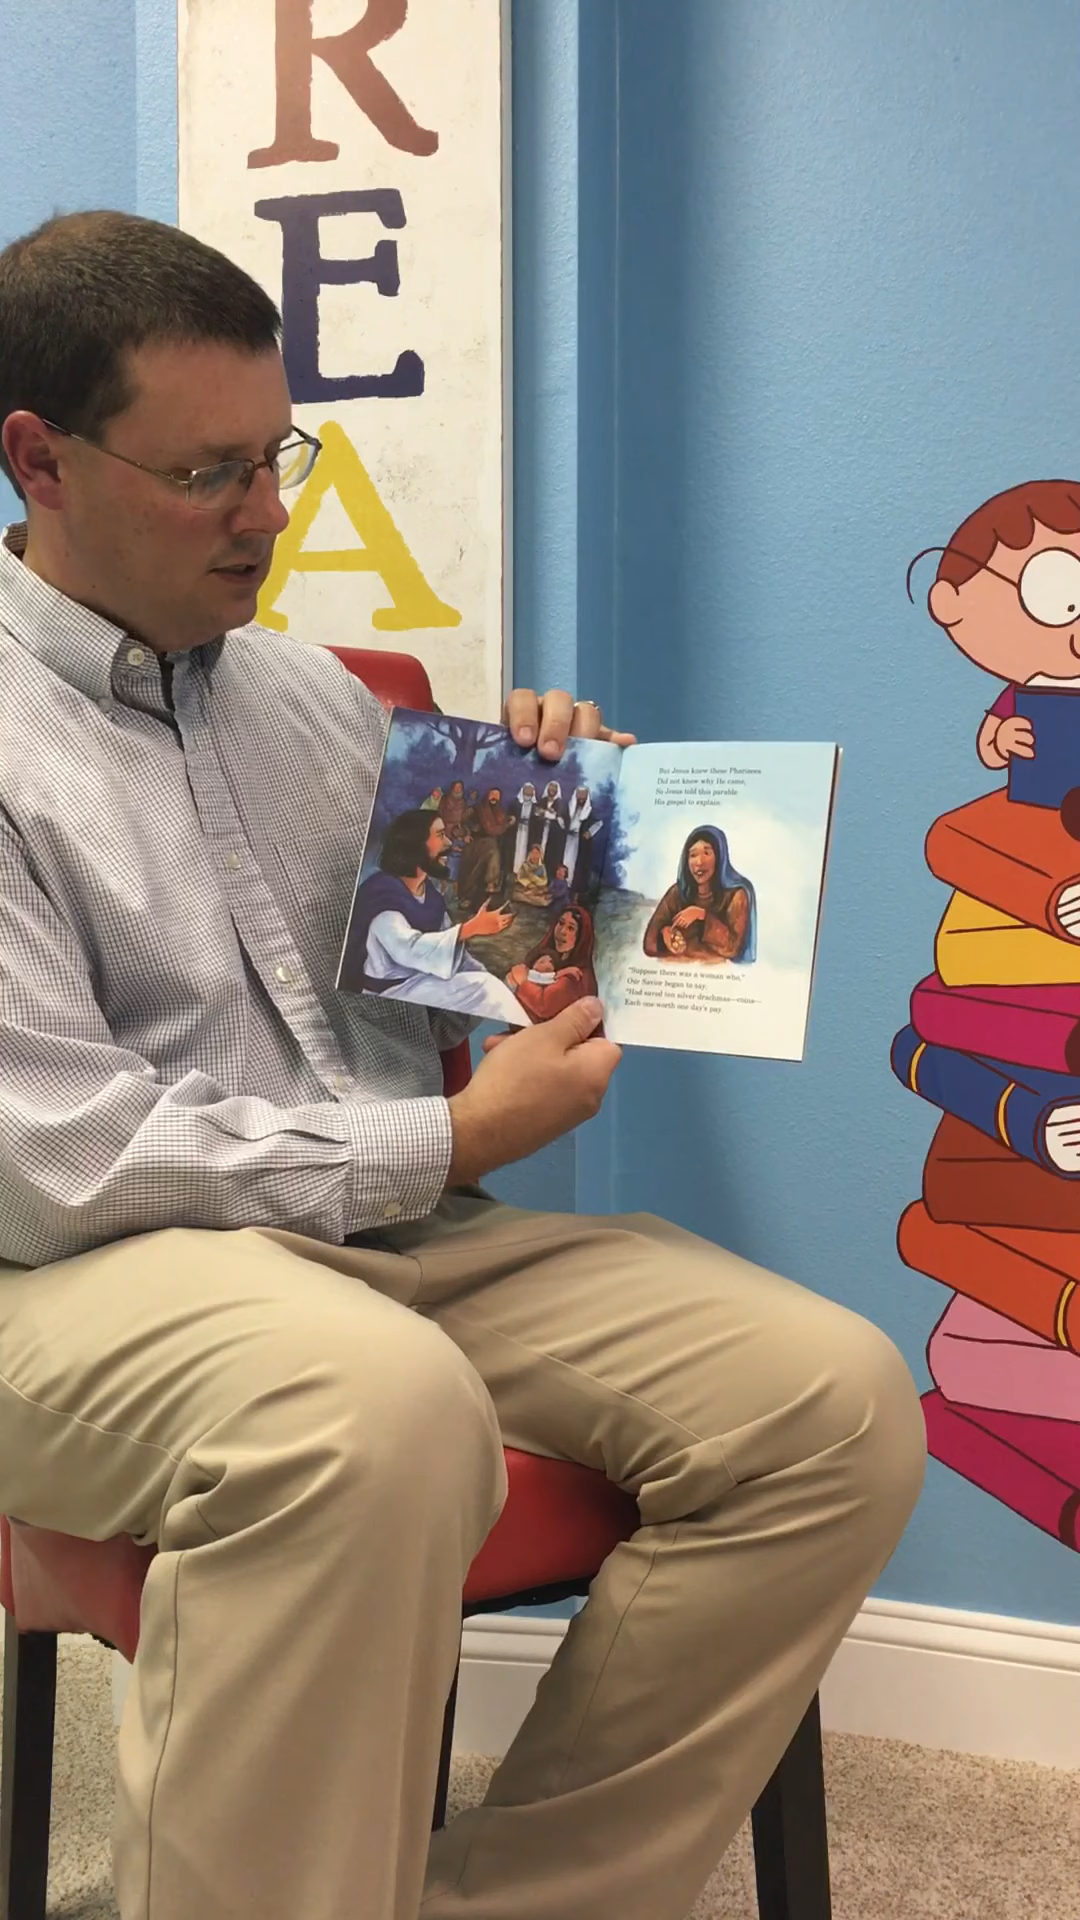 R
E
A
But Jesus knew these Pharisees
Did not know why He came,
So Jesus told this parable
His gospel to explain:
"Suppose there was a woman who,"
Our Savior began to say,
"Had saved ten silver drachmas—coins—
Each one worth one day's pay.